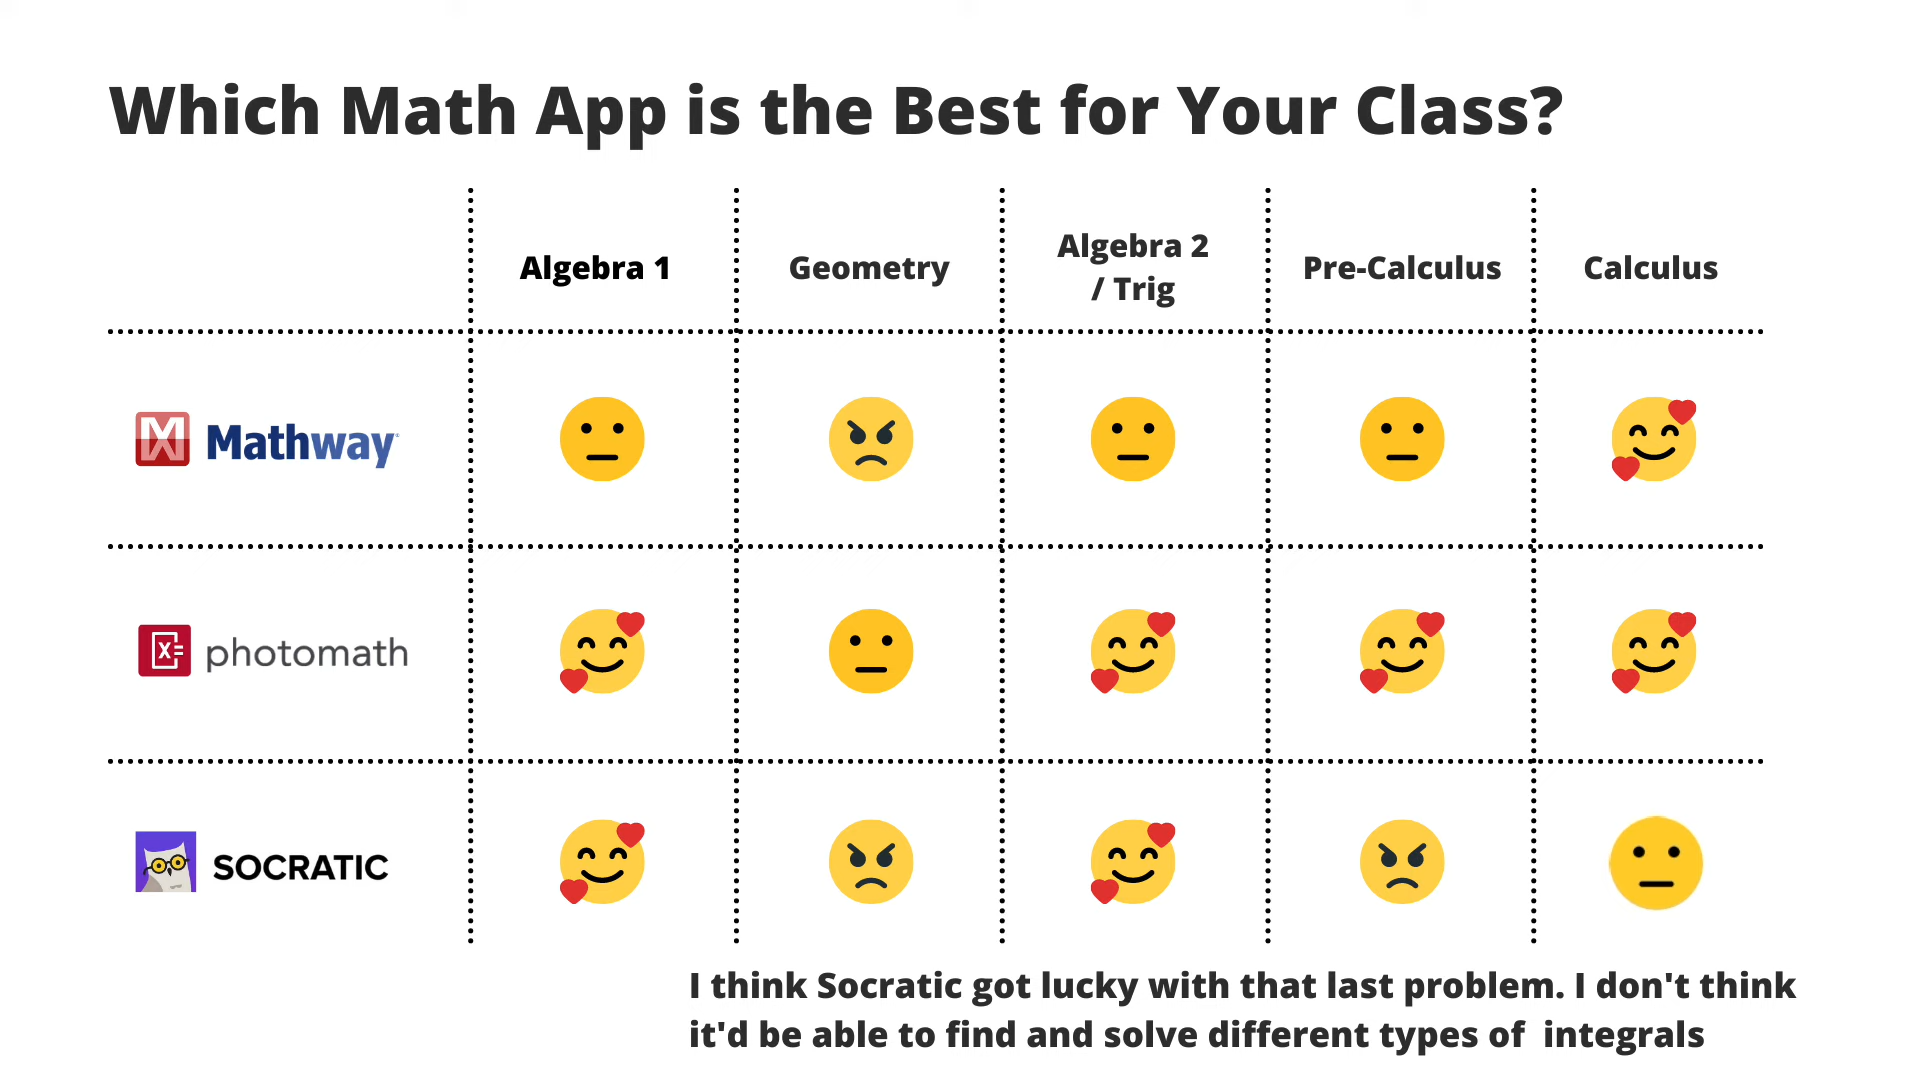 Which Math App is the Best for Your Class?
Algebra 1
Geometry
Algebra 2
/ Trig
Pre-Calculus
Calculus
Mathway
photomath
SOCRATIC
I think Socratic got lucky with that last problem. I don't think
it'd be able to find and solve different types of integrals